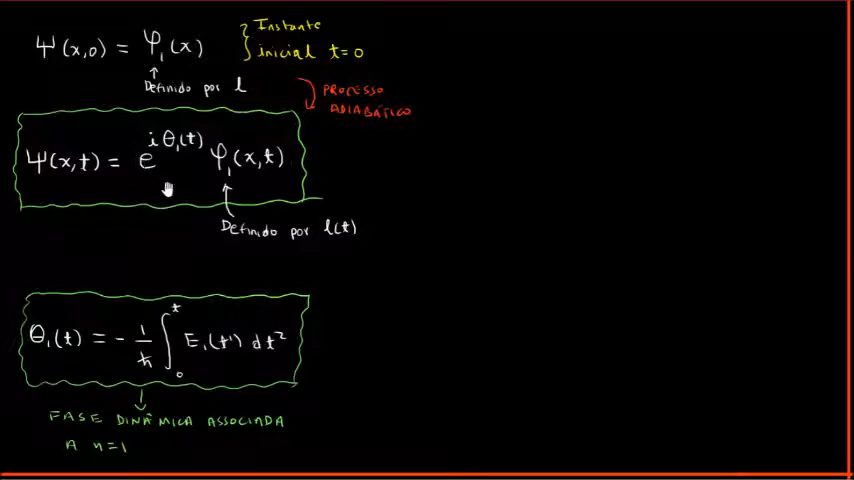 Ψ(x,0) = φ₁(x)
Instante
inicial t=0
Definido por l
PROCESSO
ADIABÁTICO
Ψ(x,t) = e^{iθ₁(t)} φ₁(x,t)
Definido por l(t)
θ₁(t) = - 1/ħ ∫₀ᵗ E₁(t') dt²
FASE DINÂMICA ASSOCIADA
A n=1